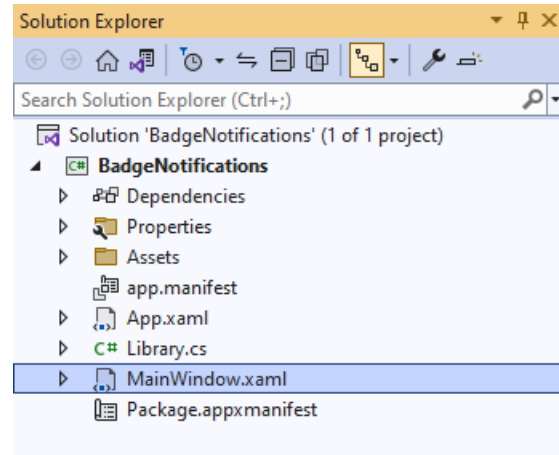 Solution Explorer
Search Solution Explorer (Ctrl+;)
Solution 'BadgeNotifications' (1 of 1 project)
C# BadgeNotifications
Dependencies
Properties
Assets
app.manifest
App.xaml
C# Library.cs
MainWindow.xaml
Package.appxmanifest